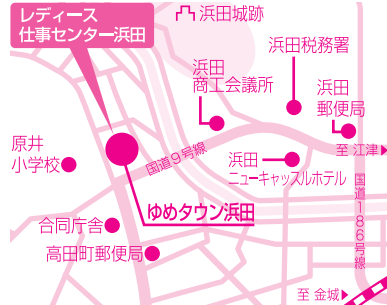 レディース
仕事センター浜田
浜田城跡
浜田税務署
浜田
商工会議所
浜田
郵便局
至 江津
原井
小学校
国道9号線
浜田
ニューキャッスルホテル
国道186号線
ゆめタウン浜田
合同庁舎
高田町郵便局
至 金城